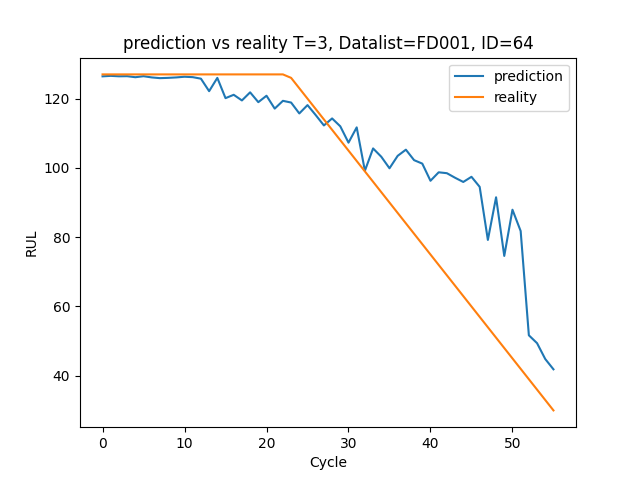 prediction vs reality T=3, Datalist=FD001, ID=64
prediction
reality
120
100
80
60
40
RUL
0 10 20 30 40 50
Cycle